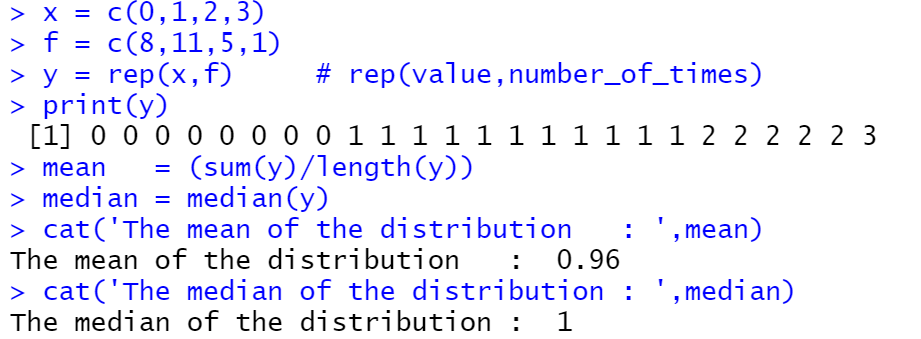 > x = c(0,1,2,3)
> f = c(8,11,5,1)
> y = rep(x,f)     # rep(value,number_of_times)
> print(y)
 [1] 0 0 0 0 0 0 0 0 1 1 1 1 1 1 1 1 1 1 1 2 2 2 2 2 3
> mean   = (sum(y)/length(y))
> median = median(y)
> cat('The mean of the distribution   : ',mean)
The mean of the distribution   :  0.96
> cat('The median of the distribution : ',median)
The median of the distribution :  1